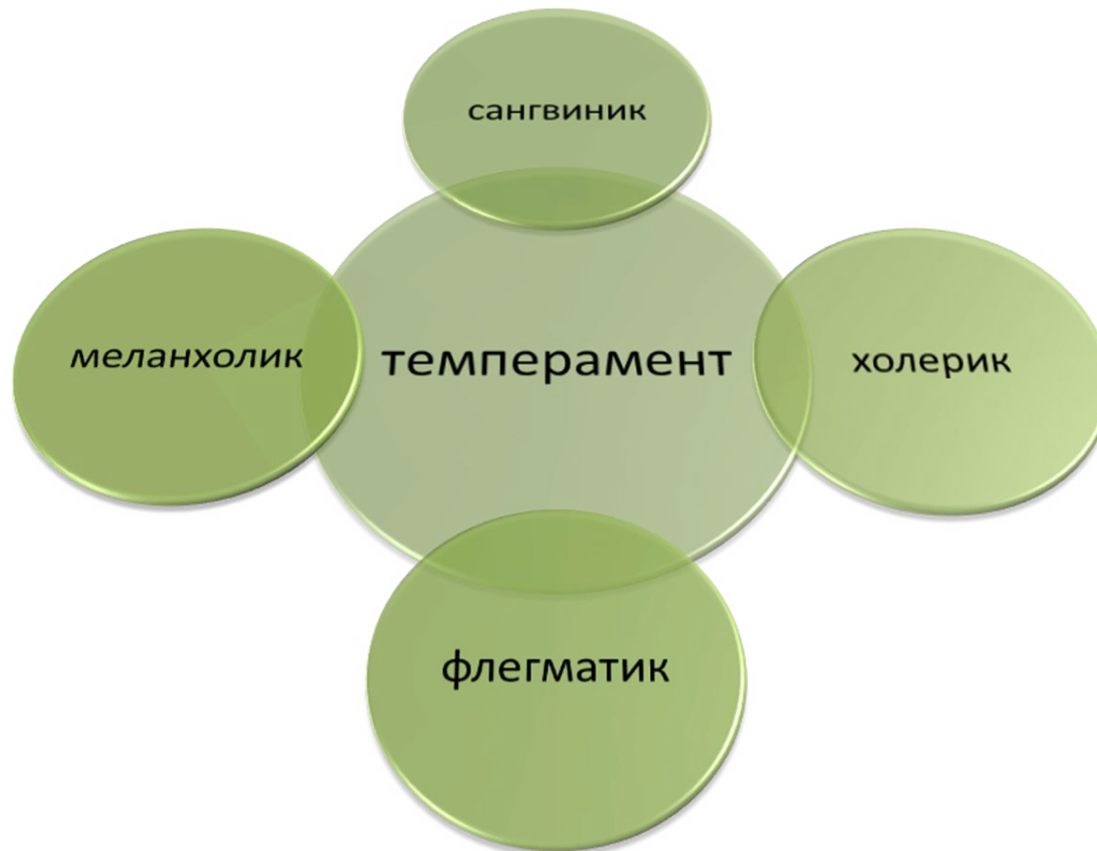 сангвиник
меланхолик
темперамент
холерик
флегматик